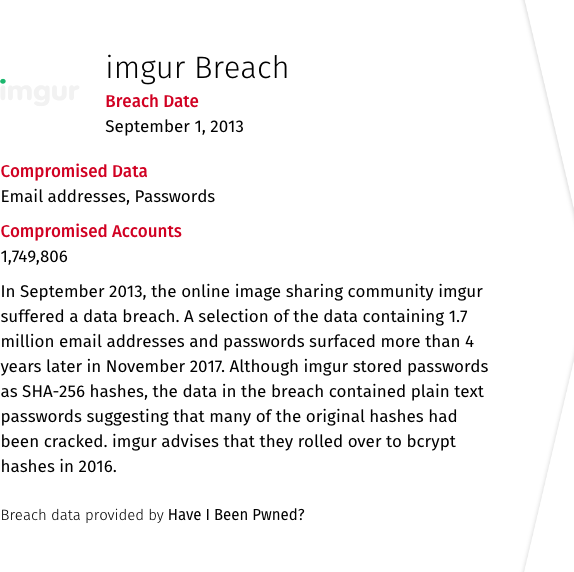 imgur Breach
imgur
Breach Date
September 1, 2013
Compromised Data
Email addresses, Passwords
Compromised Accounts
1,749,806
In September 2013, the online image sharing community imgur
suffered a data breach. A selection of the data containing 1.7
million email addresses and passwords surfaced more than 4
years later in November 2017. Although imgur stored passwords
as SHA-256 hashes, the data in the breach contained plain text
passwords suggesting that many of the original hashes had
been cracked. imgur advises that they rolled over to bcrypt
hashes in 2016.
Breach data provided by Have I Been Pwned?